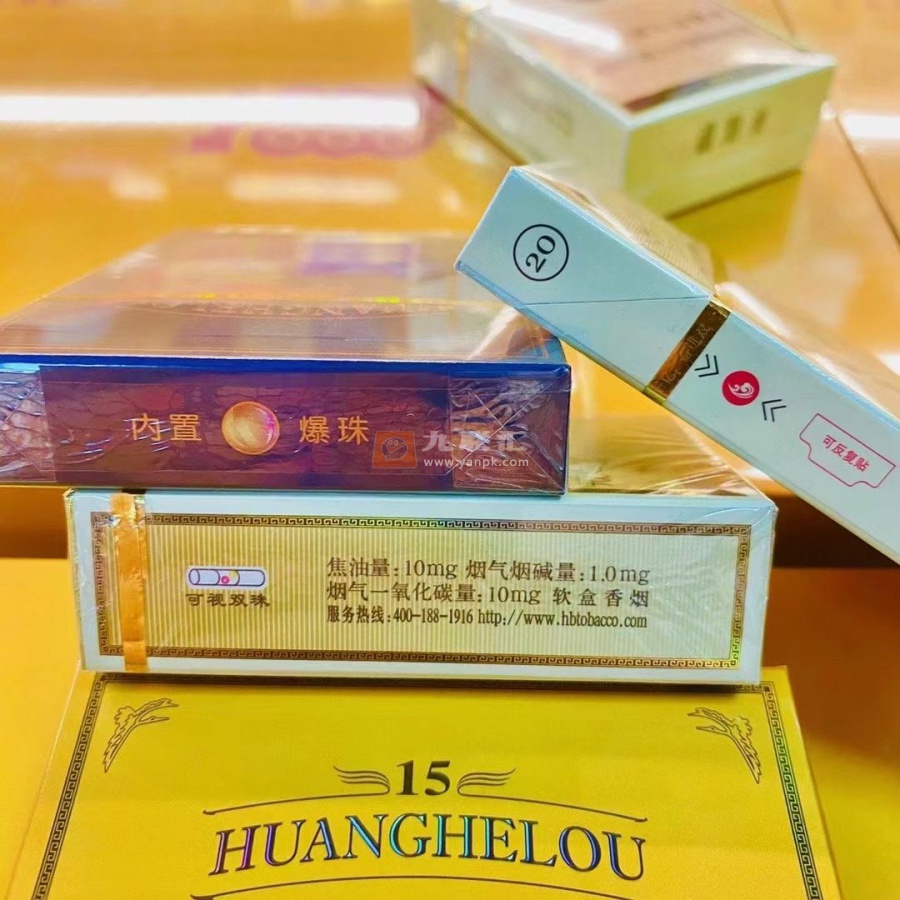 20
可反复贴
内置 爆珠
www.yanpk.com
可视双珠
焦油量:10mg 烟气烟碱量:1.0mg
烟气一氧化碳量:10mg 软盒香烟
服务热线:400-188-1916 http://www.hbtobacco.com
15
HUANGHELOU